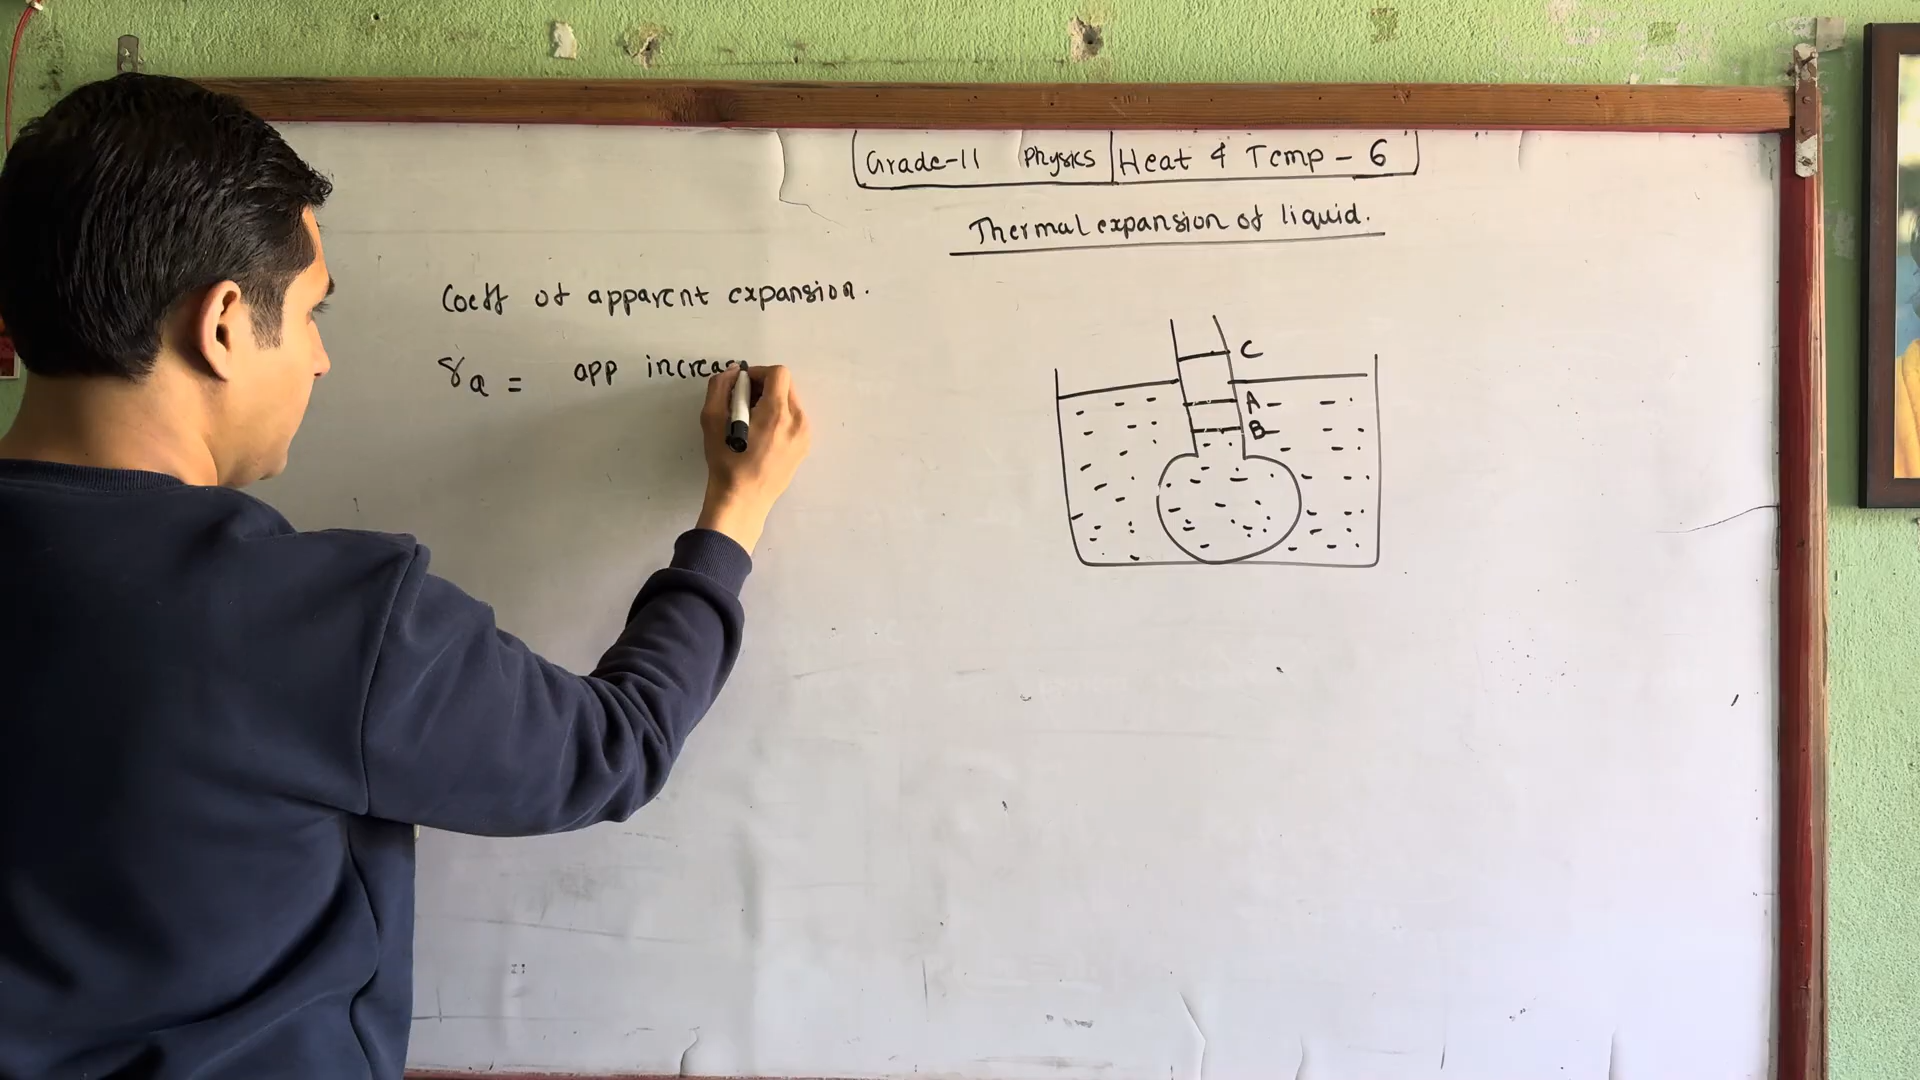 Grade-11 Physics Heat & Temp - 6
Thermal expansion of liquid.
Coeff of apparent expansion.
γa = app increas
C
A
B